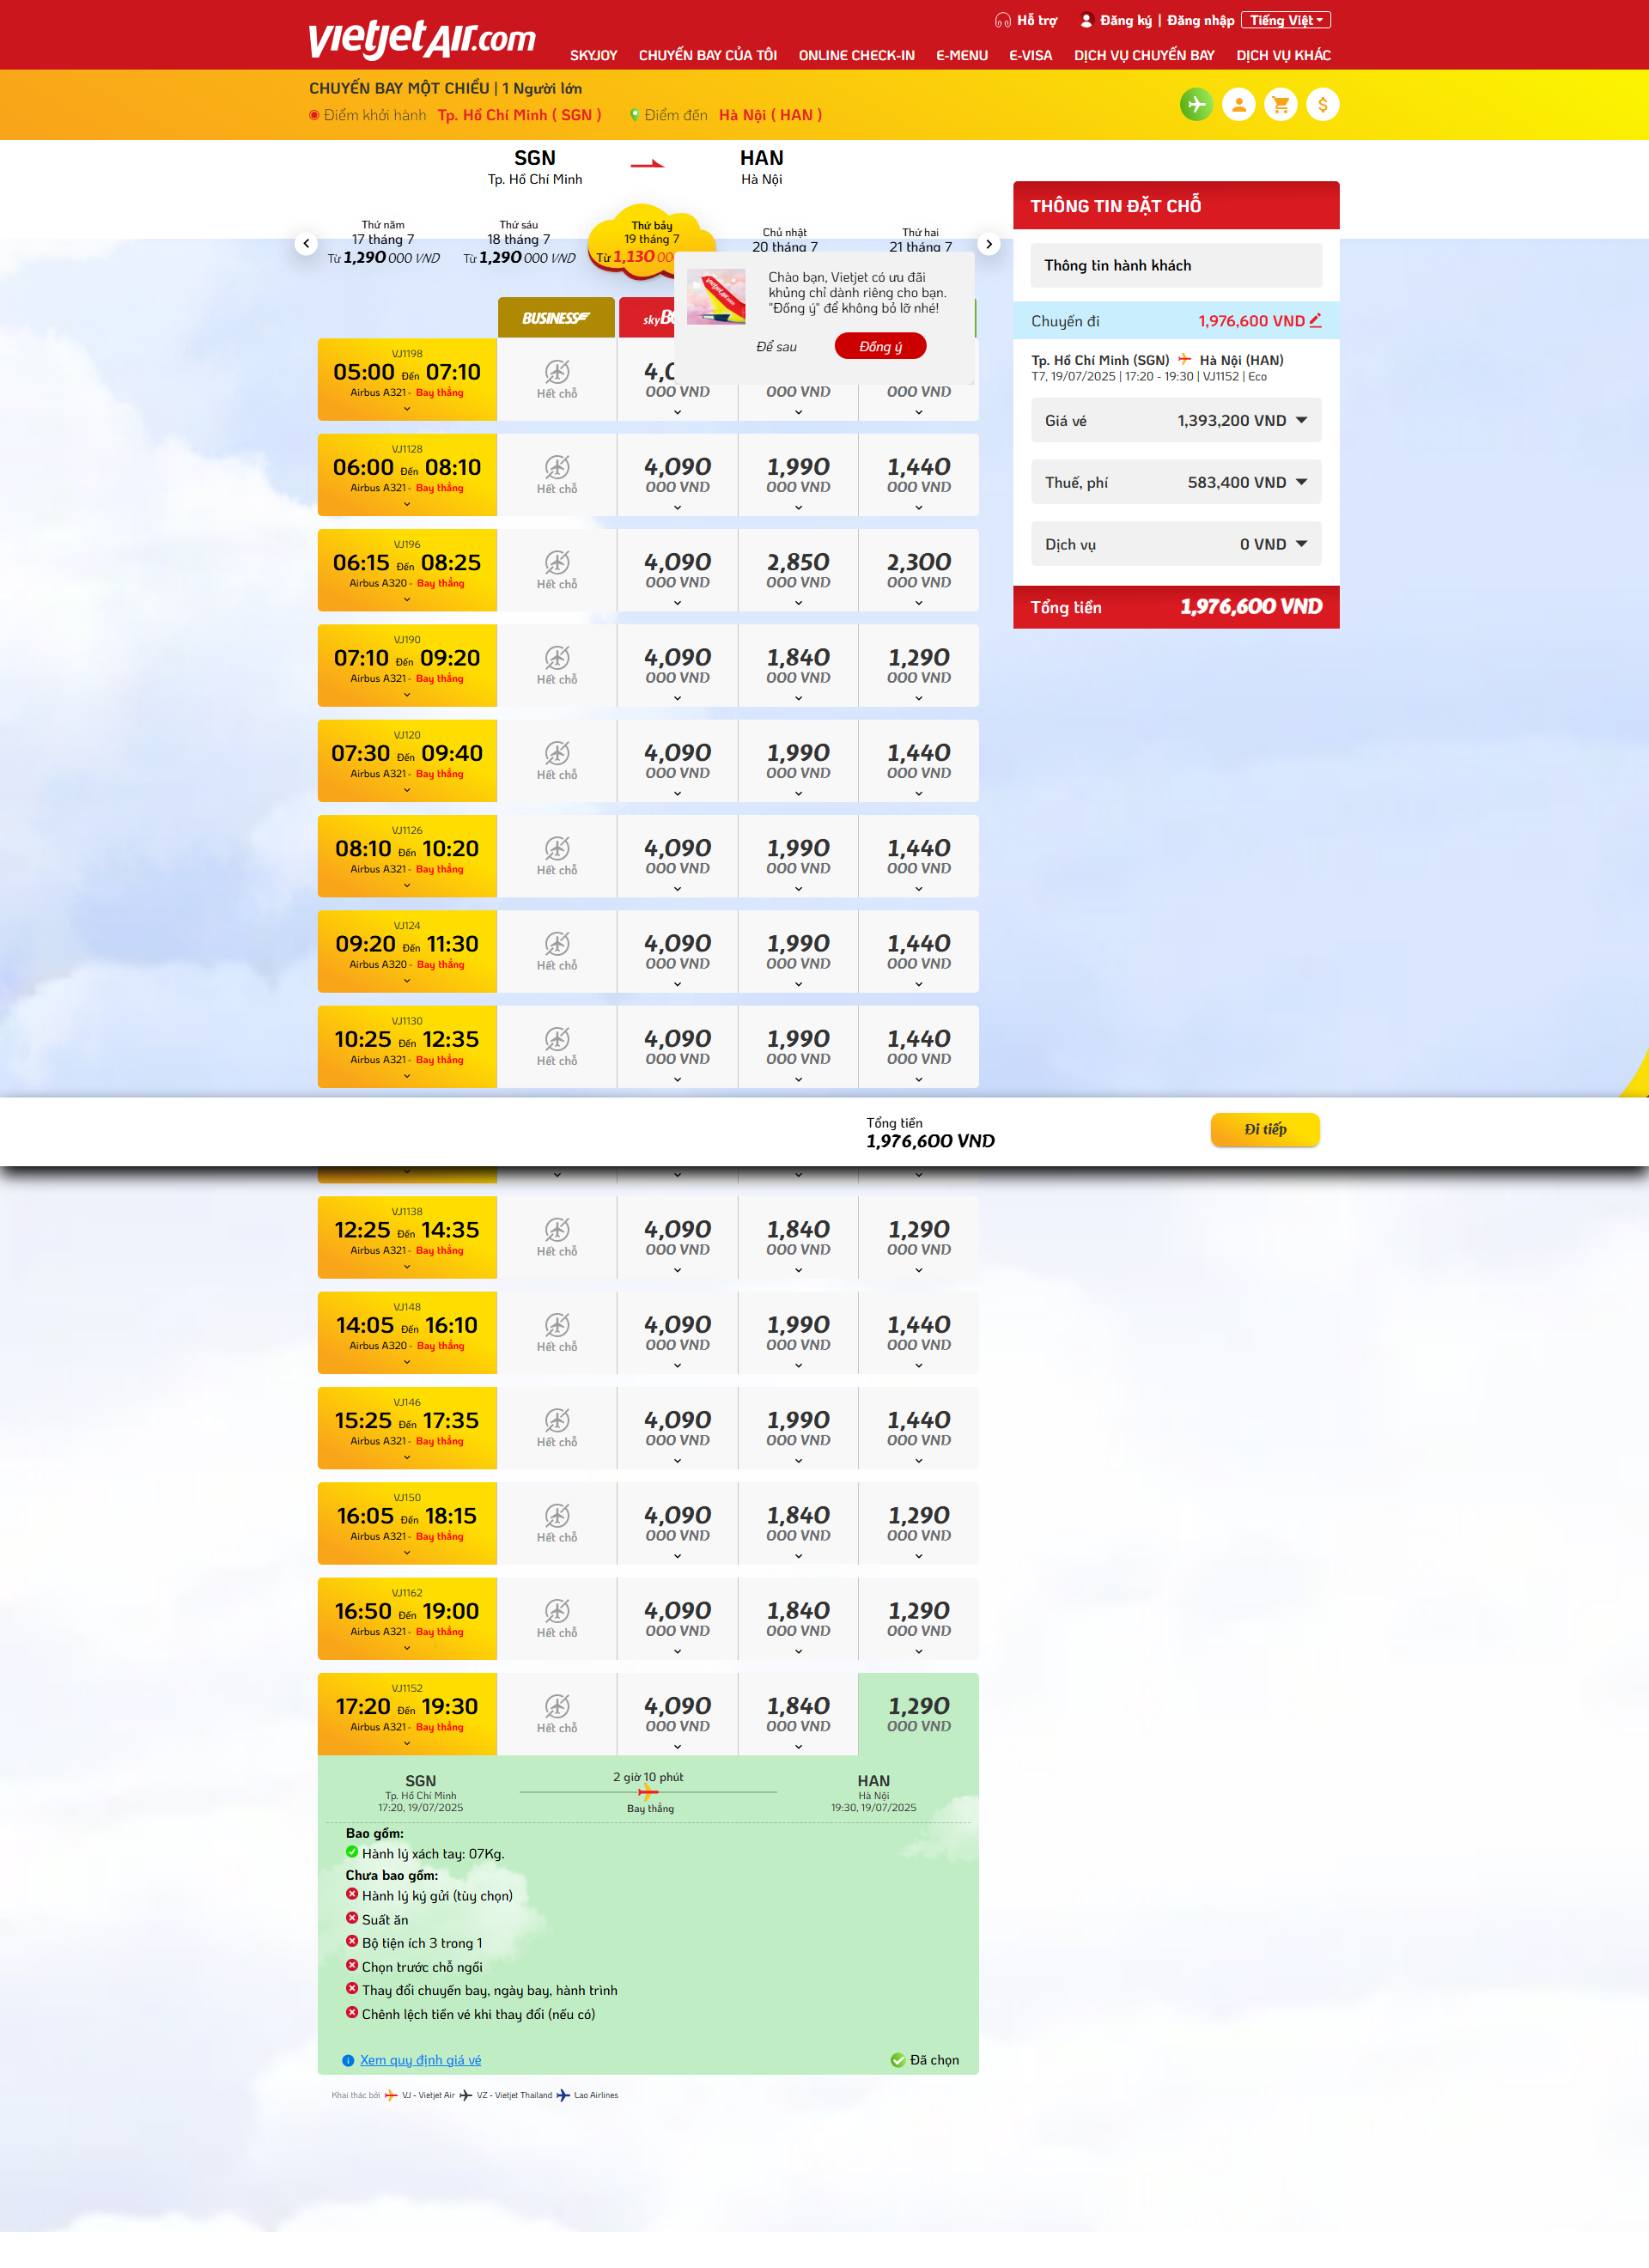 vietjetAir.com
Hỗ trợ
Đăng ký | Đăng nhập
Tiếng Việt
SKYJOY
CHUYẾN BAY CỦA TÔI
ONLINE CHECK-IN
E-MENU
E-VISA
DỊCH VỤ CHUYẾN BAY
DỊCH VỤ KHÁC
CHUYẾN BAY MỘT CHIỀU | 1 Người lớn
Điểm khởi hành Tp. Hồ Chí Minh ( SGN )
Điểm đến Hà Nội ( HAN )
SGN
Tp. Hồ Chí Minh
HAN
Hà Nội
Thứ năm
17 tháng 7
Từ 1,290 000 VND
Thứ sáu
18 tháng 7
Từ 1,290 000 VND
Thứ bảy
19 tháng 7
Từ 1,130
Chủ nhật
20 tháng 7
Thứ hai
21 tháng 7
Chào bạn, Vietjet có ưu đãi
khủng chỉ dành riêng cho bạn.
"Đồng ý" để không bỏ lỡ nhé!
Để sau
Đồng ý
BUSINESS
VJ1198
05:00 Đến 07:10
Airbus A321 - Bay thẳng
Hết chỗ
000 VND
000 VND
000 VND
VJ1128
06:00 Đến 08:10
Airbus A321 - Bay thẳng
Hết chỗ
4,090
000 VND
1,990
000 VND
1,440
000 VND
VJ196
06:15 Đến 08:25
Airbus A320 - Bay thẳng
Hết chỗ
4,090
000 VND
2,850
000 VND
2,300
000 VND
VJ190
07:10 Đến 09:20
Airbus A321 - Bay thẳng
Hết chỗ
4,090
000 VND
1,840
000 VND
1,290
000 VND
VJ120
07:30 Đến 09:40
Airbus A321 - Bay thẳng
Hết chỗ
4,090
000 VND
1,990
000 VND
1,440
000 VND
VJ1126
08:10 Đến 10:20
Airbus A321 - Bay thẳng
Hết chỗ
4,090
000 VND
1,990
000 VND
1,440
000 VND
VJ124
09:20 Đến 11:30
Airbus A320 - Bay thẳng
Hết chỗ
4,090
000 VND
1,990
000 VND
1,440
000 VND
VJ1130
10:25 Đến 12:35
Airbus A321 - Bay thẳng
Hết chỗ
4,090
000 VND
1,990
000 VND
1,440
000 VND
THÔNG TIN ĐẶT CHỖ
Thông tin hành khách
Chuyến đi 1,976,600 VND
Tp. Hồ Chí Minh (SGN) Hà Nội (HAN)
T7, 19/07/2025 | 17:20 - 19:30 | VJ1152 | Eco
Giá vé 1,393,200 VND
Thuế, phí 583,400 VND
Dịch vụ 0 VND
Tổng tiền 1,976,600 VND
Tổng tiền
1,976,600 VND
Đi tiếp
VJ1138
12:25 Đến 14:35
Airbus A321 - Bay thẳng
Hết chỗ
4,090
000 VND
1,840
000 VND
1,290
000 VND
VJ148
14:05 Đến 16:10
Airbus A320 - Bay thẳng
Hết chỗ
4,090
000 VND
1,990
000 VND
1,440
000 VND
VJ146
15:25 Đến 17:35
Airbus A321 - Bay thẳng
Hết chỗ
4,090
000 VND
1,990
000 VND
1,440
000 VND
VJ150
16:05 Đến 18:15
Airbus A321 - Bay thẳng
Hết chỗ
4,090
000 VND
1,840
000 VND
1,290
000 VND
VJ1162
16:50 Đến 19:00
Airbus A321 - Bay thẳng
Hết chỗ
4,090
000 VND
1,840
000 VND
1,290
000 VND
VJ1152
17:20 Đến 19:30
Airbus A321 - Bay thẳng
Hết chỗ
4,090
000 VND
1,840
000 VND
1,290
000 VND
SGN
Tp. Hồ Chí Minh
17:20, 19/07/2025
2 giờ 10 phút
Bay thẳng
HAN
Hà Nội
19:30, 19/07/2025
Bao gồm:
Hành lý xách tay: 07Kg.
Chưa bao gồm:
Hành lý ký gửi (tùy chọn)
Suất ăn
Bộ tiện ích 3 trong 1
Chọn trước chỗ ngồi
Thay đổi chuyến bay, ngày bay, hành trình
Chênh lệch tiền vé khi thay đổi (nếu có)
Xem quy định giá vé
Đã chọn
Khai thác bởi VJ - Vietjet Air VZ - Vietjet Thailand Lao Airlines